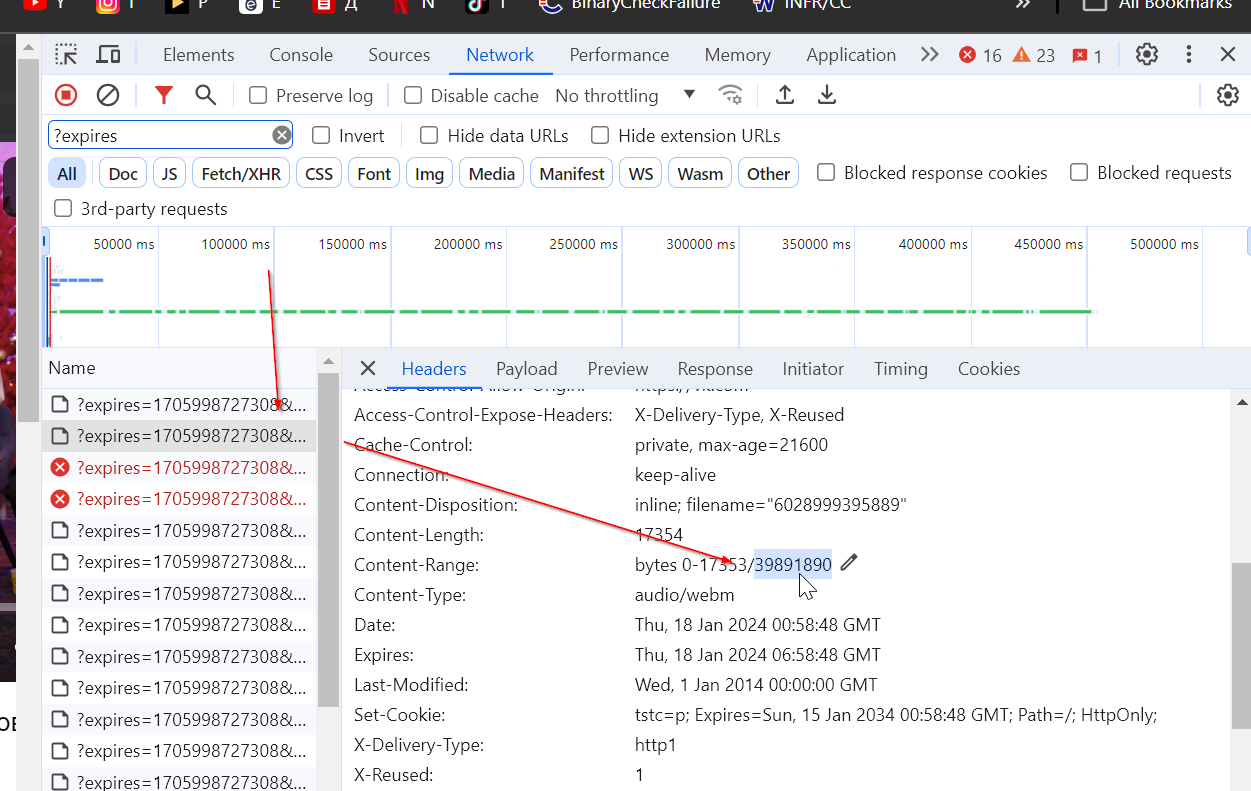 Y
T
P
E
Д
N
T
BinaryCheckFailure
INFR/CC
All Bookmarks
Elements Console Sources Network Performance Memory Application 16 23 1
Preserve log Disable cache No throttling
?expires Invert Hide data URLs Hide extension URLs
All Doc JS Fetch/XHR CSS Font Img Media Manifest WS Wasm Other Blocked response cookies Blocked requests
3rd-party requests
50000 ms 100000 ms 150000 ms 200000 ms 250000 ms 300000 ms 350000 ms 400000 ms 450000 ms 500000 ms
Name Headers Payload Preview Response Initiator Timing Cookies
?expires=1705998727308&...
?expires=1705998727308&...
?expires=1705998727308&...
?expires=1705998727308&...
?expires=1705998727308&...
?expires=1705998727308&...
?expires=1705998727308&...
?expires=1705998727308&...
?expires=1705998727308&...
?expires=1705998727308&...
?expires=1705998727308&...
?expires=1705998727308&...
?expires=1705998727308&...
Access-Control-Expose-Headers: X-Delivery-Type, X-Reused
Cache-Control: private, max-age=21600
Connection: keep-alive
Content-Disposition: inline; filename="6028999395889"
Content-Length: 17354
Content-Range: bytes 0-17353/39891890
Content-Type: audio/webm
Date: Thu, 18 Jan 2024 00:58:48 GMT
Expires: Thu, 18 Jan 2024 06:58:48 GMT
Last-Modified: Wed, 1 Jan 2014 00:00:00 GMT
Set-Cookie: tstc=p; Expires=Sun, 15 Jan 2034 00:58:48 GMT; Path=/; HttpOnly;
X-Delivery-Type: http1
X-Reused: 1